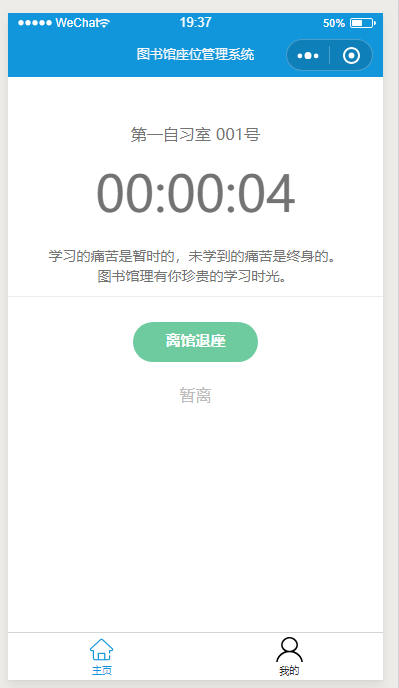 WeChat 19:37 50%
图书馆座位管理系统
第一自习室 001号
00:00:04
学习的痛苦是暂时的，未学到的痛苦是终身的。
图书馆理有你珍贵的学习时光。
离馆退座
暂离
主页 我的